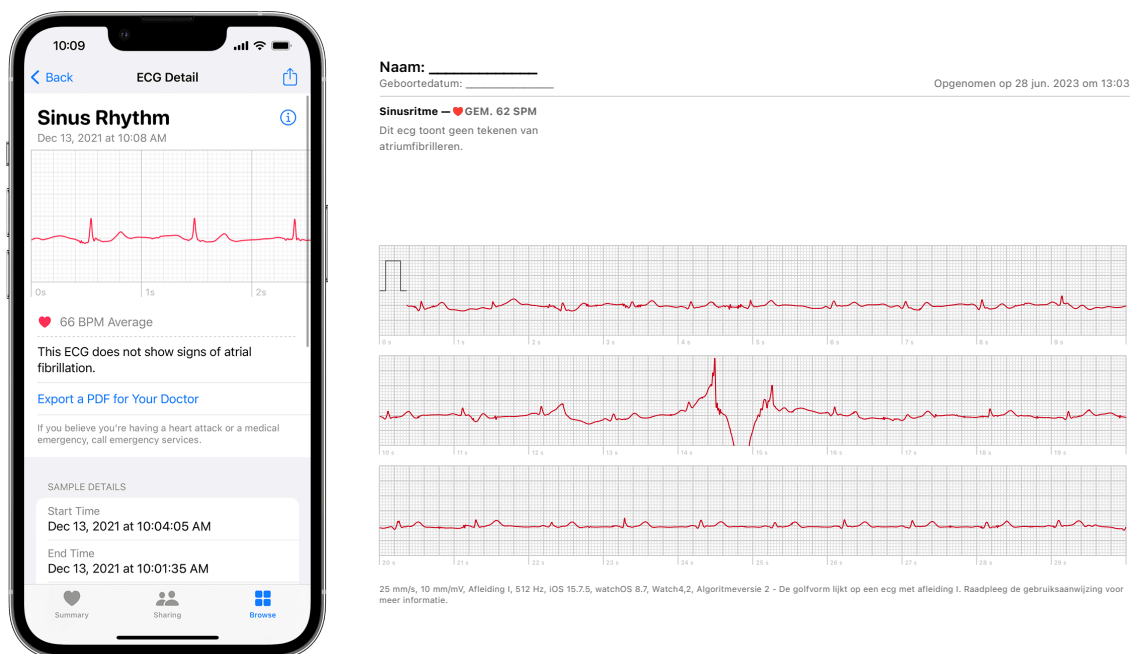 10:09
Back
ECG Detail
Sinus Rhythm
Dec 13, 2021 at 10:08 AM
0s
1s
2s
66 BPM Average
This ECG does not show signs of atrial
fibrillation.
Export a PDF for Your Doctor
If you believe you're having a heart attack or a medical
emergency, call emergency services.
SAMPLE DETAILS
Start Time
Dec 13, 2021 at 10:04:05 AM
End Time
Dec 13, 2021 at 10:01:35 AM
Summary
Sharing
Browse
Naam: ______________
Geboortedatum: ________________
Opgenomen op 28 jun. 2023 om 13:03
Sinusritme — ❤ GEM. 62 SPM
Dit ecg toont geen tekenen van
atriumfibrilleren.
0 s 1 s 2 s 3 s 4 s 5 s 6 s 7 s 8 s 9 s
10 s 11 s 12 s 13 s 14 s 15 s 16 s 17 s 18 s 19 s
20 s 21 s 22 s 23 s 24 s 25 s 26 s 27 s 28 s 29 s
25 mm/s, 10 mm/mV, Afleiding I, 512 Hz, iOS 15.7.5, watchOS 8.7, Watch4,2, Algoritmeversie 2 - De golfvorm lijkt op een ecg met afleiding I. Raadpleeg de gebruiksaanwijzing voor
meer informatie.